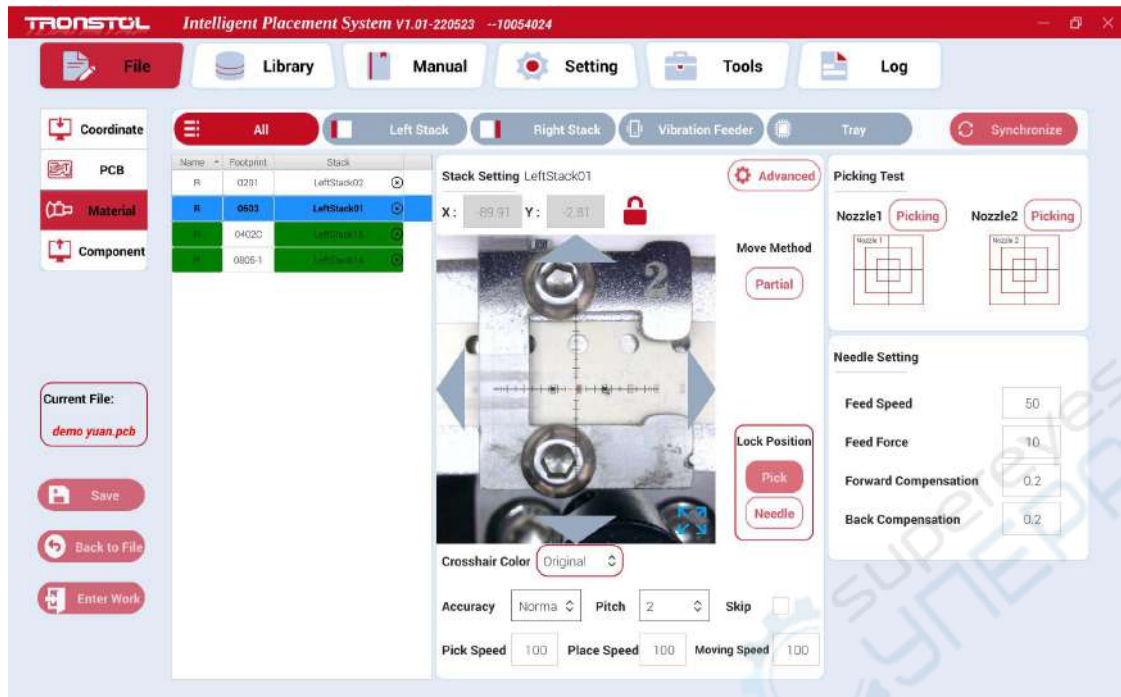 TRONSTOL Intelligent Placement System V1.01-220523 --10054024
File Library Manual Setting Tools Log
Coordinate
PCB
Material
Component
All Left Stack Right Stack Vibration Feeder Tray Synchronize
Name Footprint Stack
R 0201 LeftStack02
R 0603 LeftStack01
R 0402C
R 0805-1
Current File:
demo yuan.pcb
Save
Back to File
Enter Work
Stack Setting LeftStack01
Advanced
X : -89.91 Y : -2.81
2
Move Method
Partial
Lock Position
Pick
Needle
Crosshair Color Original
Accuracy Norma Pitch 2 Skip
Pick Speed 100 Place Speed 100 Moving Speed 100
Picking Test
Nozzle1 Picking Nozzle2 Picking
Nozzle 1 Nozzle 2
Needle Setting
Feed Speed 50
Feed Force 10
Forward Compensation 0.2
Back Compensation 0.2
supereyes